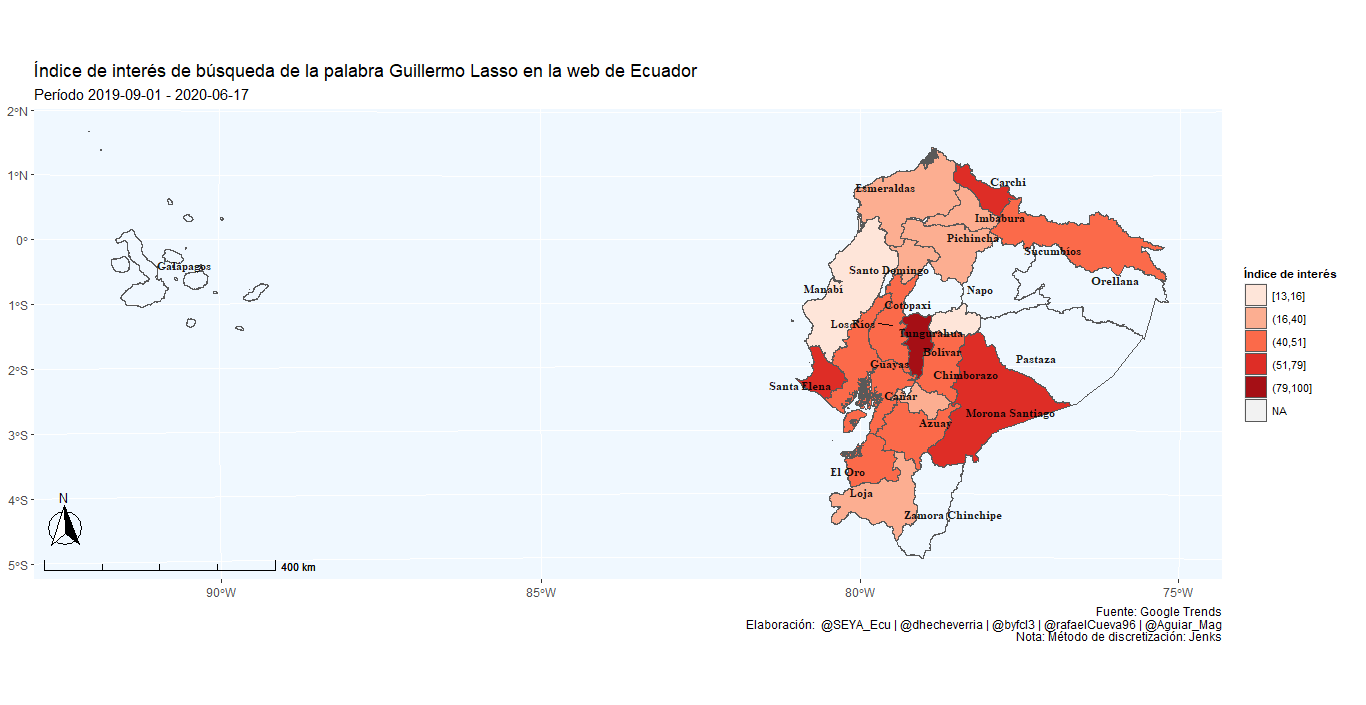 Índice de interés de búsqueda de la palabra Guillermo Lasso en la web de Ecuador
Período 2019-09-01 - 2020-06-17
2°N
1°N
0°
1°S
2°S
3°S
4°S
5°S
90°W
85°W
80°W
75°W
Galápagos
Esmeraldas
Carchi
Imbabura
Pichincha
Sucumbíos
Santo Domingo
Orellana
Manabí
Napo
Cotopaxi
Los Ríos
Tungurahua
Bolívar
Pastaza
Guayas
Chimborazo
Santa Elena
Cañar
Morona Santiago
Azuay
El Oro
Loja
Zamora Chinchipe
N
400 km
Índice de interés
[13,16]
(16,40]
(40,51]
(51,79]
(79,100]
NA
Fuente: Google Trends
Elaboración: @SEYA_Ecu | @dhecheverria | @byfcl3 | @rafaelCueva96 | @Aguiar_Mag
Nota: Método de discretización: Jenks